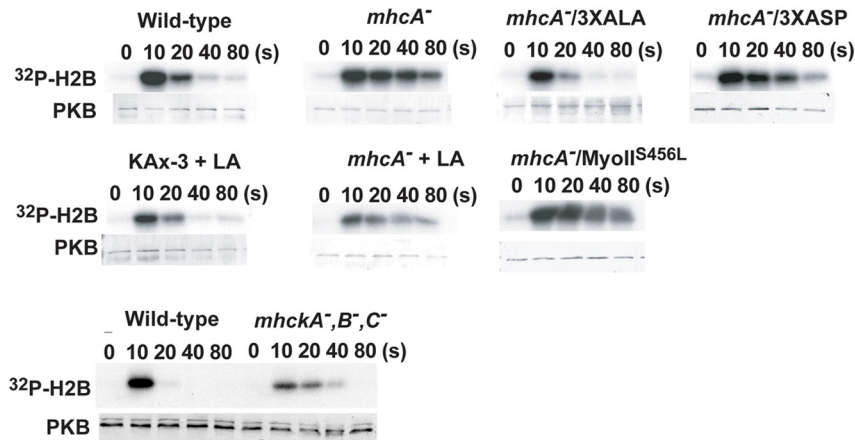 Wild-type mhcA⁻ mhcA⁻/3XALA mhcA⁻/3XASP
0 10 20 40 80 (s) 0 10 20 40 80 (s) 0 10 20 40 80 (s) 0 10 20 40 80 (s)
³²P-H2B
PKB
KAx-3 + LA mhcA⁻ + LA mhcA⁻/MyoIIS456L
0 10 20 40 80 (s) 0 10 20 40 80 (s) 0 10 20 40 80 (s)
³²P-H2B
PKB
Wild-type mhckA⁻,B⁻,C⁻
0 10 20 40 80 0 10 20 40 80 (s)
³²P-H2B
PKB